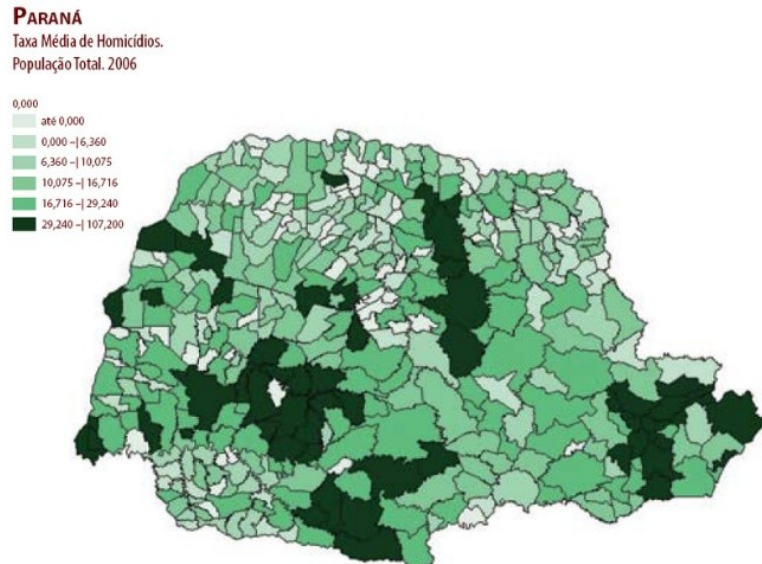 PARANÁ
Taxa Média de Homicídios.
População Total. 2006
0,000
até 0,000
0,000 –| 6,360
6,360 –| 10,075
10,075 –| 16,716
16,716 –| 29,240
29,240 –| 107,200